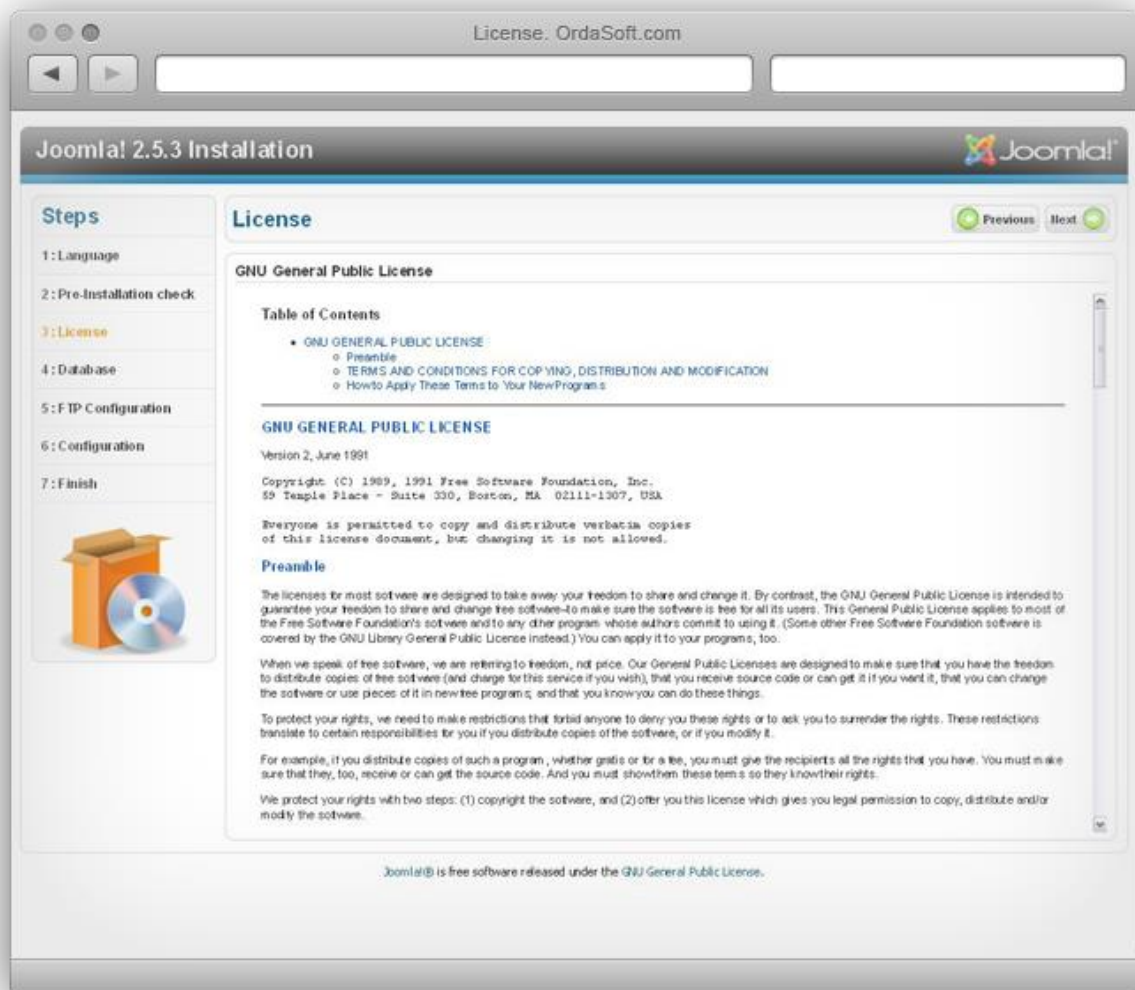 License. OrdaSoft.com
Joomla! 2.5.3 Installation
Joomla!
Steps
1 : Language
2 : Pre-Installation check
3 : License
4 : Database
5 : FTP Configuration
6 : Configuration
7 : Finish
License
Previous
Next
GNU General Public License
Table of Contents
GNU GENERAL PUBLIC LICENSE
Preamble
TERMS AND CONDITIONS FOR COPYING, DISTRIBUTION AND MODIFICATION
How to Apply These Terms to Your New Programs
GNU GENERAL PUBLIC LICENSE
Version 2, June 1991
Copyright (C) 1989, 1991 Free Software Foundation, Inc.
59 Temple Place - Suite 330, Boston, MA 02111-1307, USA
Everyone is permitted to copy and distribute verbatim copies
of this license document, but changing it is not allowed.
Preamble
The licenses for most software are designed to take away your freedom to share and change it. By contrast, the GNU General Public License is intended to
guarantee your freedom to share and change free software--to make sure the software is free for all its users. This General Public License applies to most of
the Free Software Foundation's software and to any other program whose authors commit to using it. (Some other Free Software Foundation software is
covered by the GNU Library General Public License instead.) You can apply it to your programs, too.
When we speak of free software, we are referring to freedom, not price. Our General Public Licenses are designed to make sure that you have the freedom
to distribute copies of free software (and charge for this service if you wish), that you receive source code or can get it if you want it, that you can change
the software or use pieces of it in new free programs; and that you know you can do these things.
To protect your rights, we need to make restrictions that forbid anyone to deny you these rights or to ask you to surrender the rights. These restrictions
translate to certain responsibilities for you if you distribute copies of the software, or if you modify it.
For example, if you distribute copies of such a program, whether gratis or for a fee, you must give the recipients all the rights that you have. You must make
sure that they, too, receive or can get the source code. And you must show them these terms so they know their rights.
We protect your rights with two steps: (1) copyright the software, and (2) offer you this license which gives you legal permission to copy, distribute and/or
modify the software.
Joomla!® is free software released under the GNU General Public License.